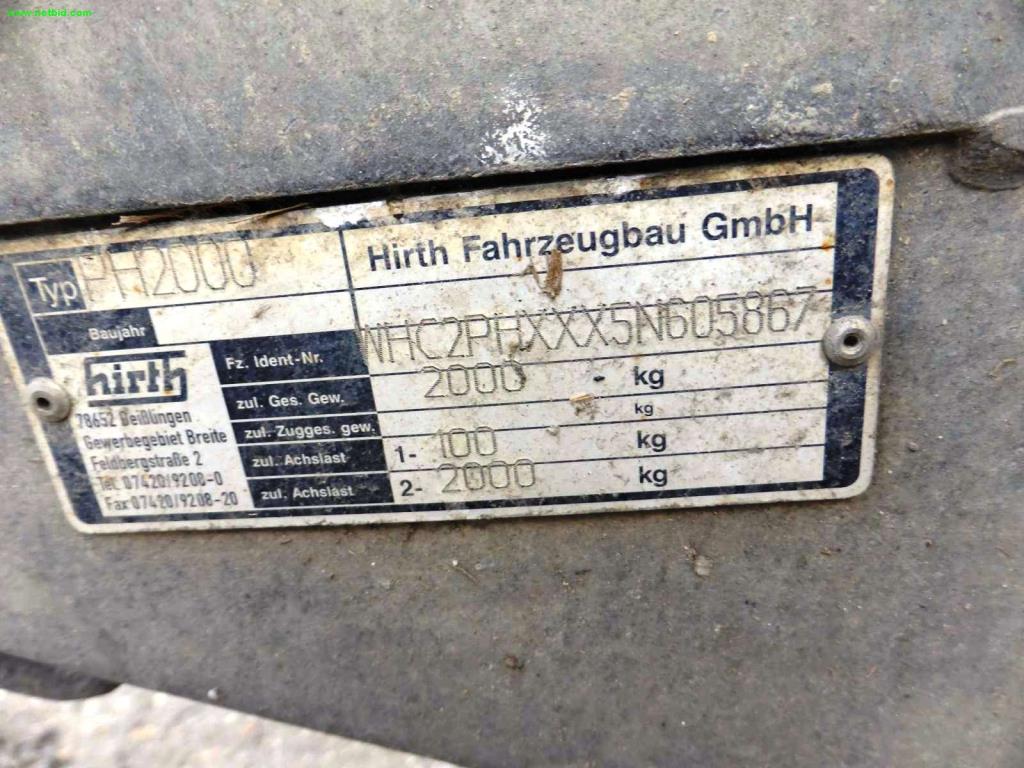 www.netbid.com
Typ PH2000
Hirth Fahrzeugbau GmbH
Baujahr
hirth
78652 Deißlingen
Gewerbegebiet Breite
Feldbergstraße 2
Tel. 07420/9208-0
Fax 07420/9208-20
Fz. Ident-Nr. WHC2PHXXX5N605867
zul. Ges. Gew. 2000 kg
zul. Zugges. gew. kg
zul. Achslast 1- 100 kg
zul. Achslast 2- 2000 kg